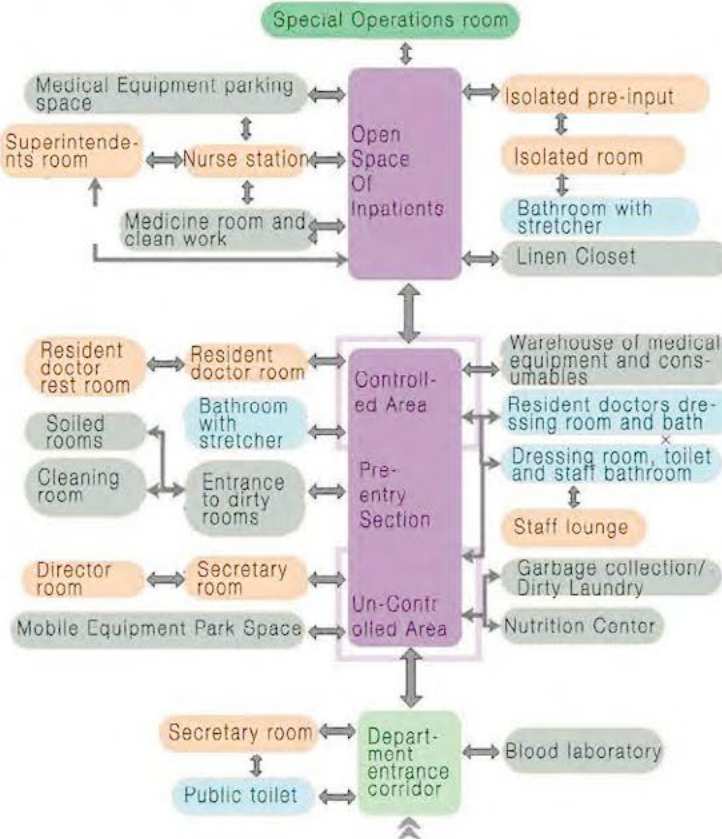 Special Operations room
Medical Equipment parking
space
Superintende-
nts room
Nurse station
Medicine room and
clean work
Open
Space
Of
Inpatients
Isolated pre-input
Isolated room
Bathroom with
stretcher
Linen Closet
Resident
doctor
rest room
Resident
doctor room
Bathroom
with
stretcher
Soiled
rooms
Cleaning
room
Entrance
to dirty
rooms
Director
room
Secretary
room
Mobile Equipment Park Space
Controll-
ed Area
Pre-
entry
Section
Un-Contr
olled Area
Warehouse of medical
equipment and cons-
umables
Resident doctors dre-
ssing room and bath
x
Dressing room, toilet
and staff bathroom
Staff lounge
Garbage collection/
Dirty Laundry
Nutrition Center
Secretary room
Public toilet
Depart-
ment
entrance
corridor
Blood laboratory